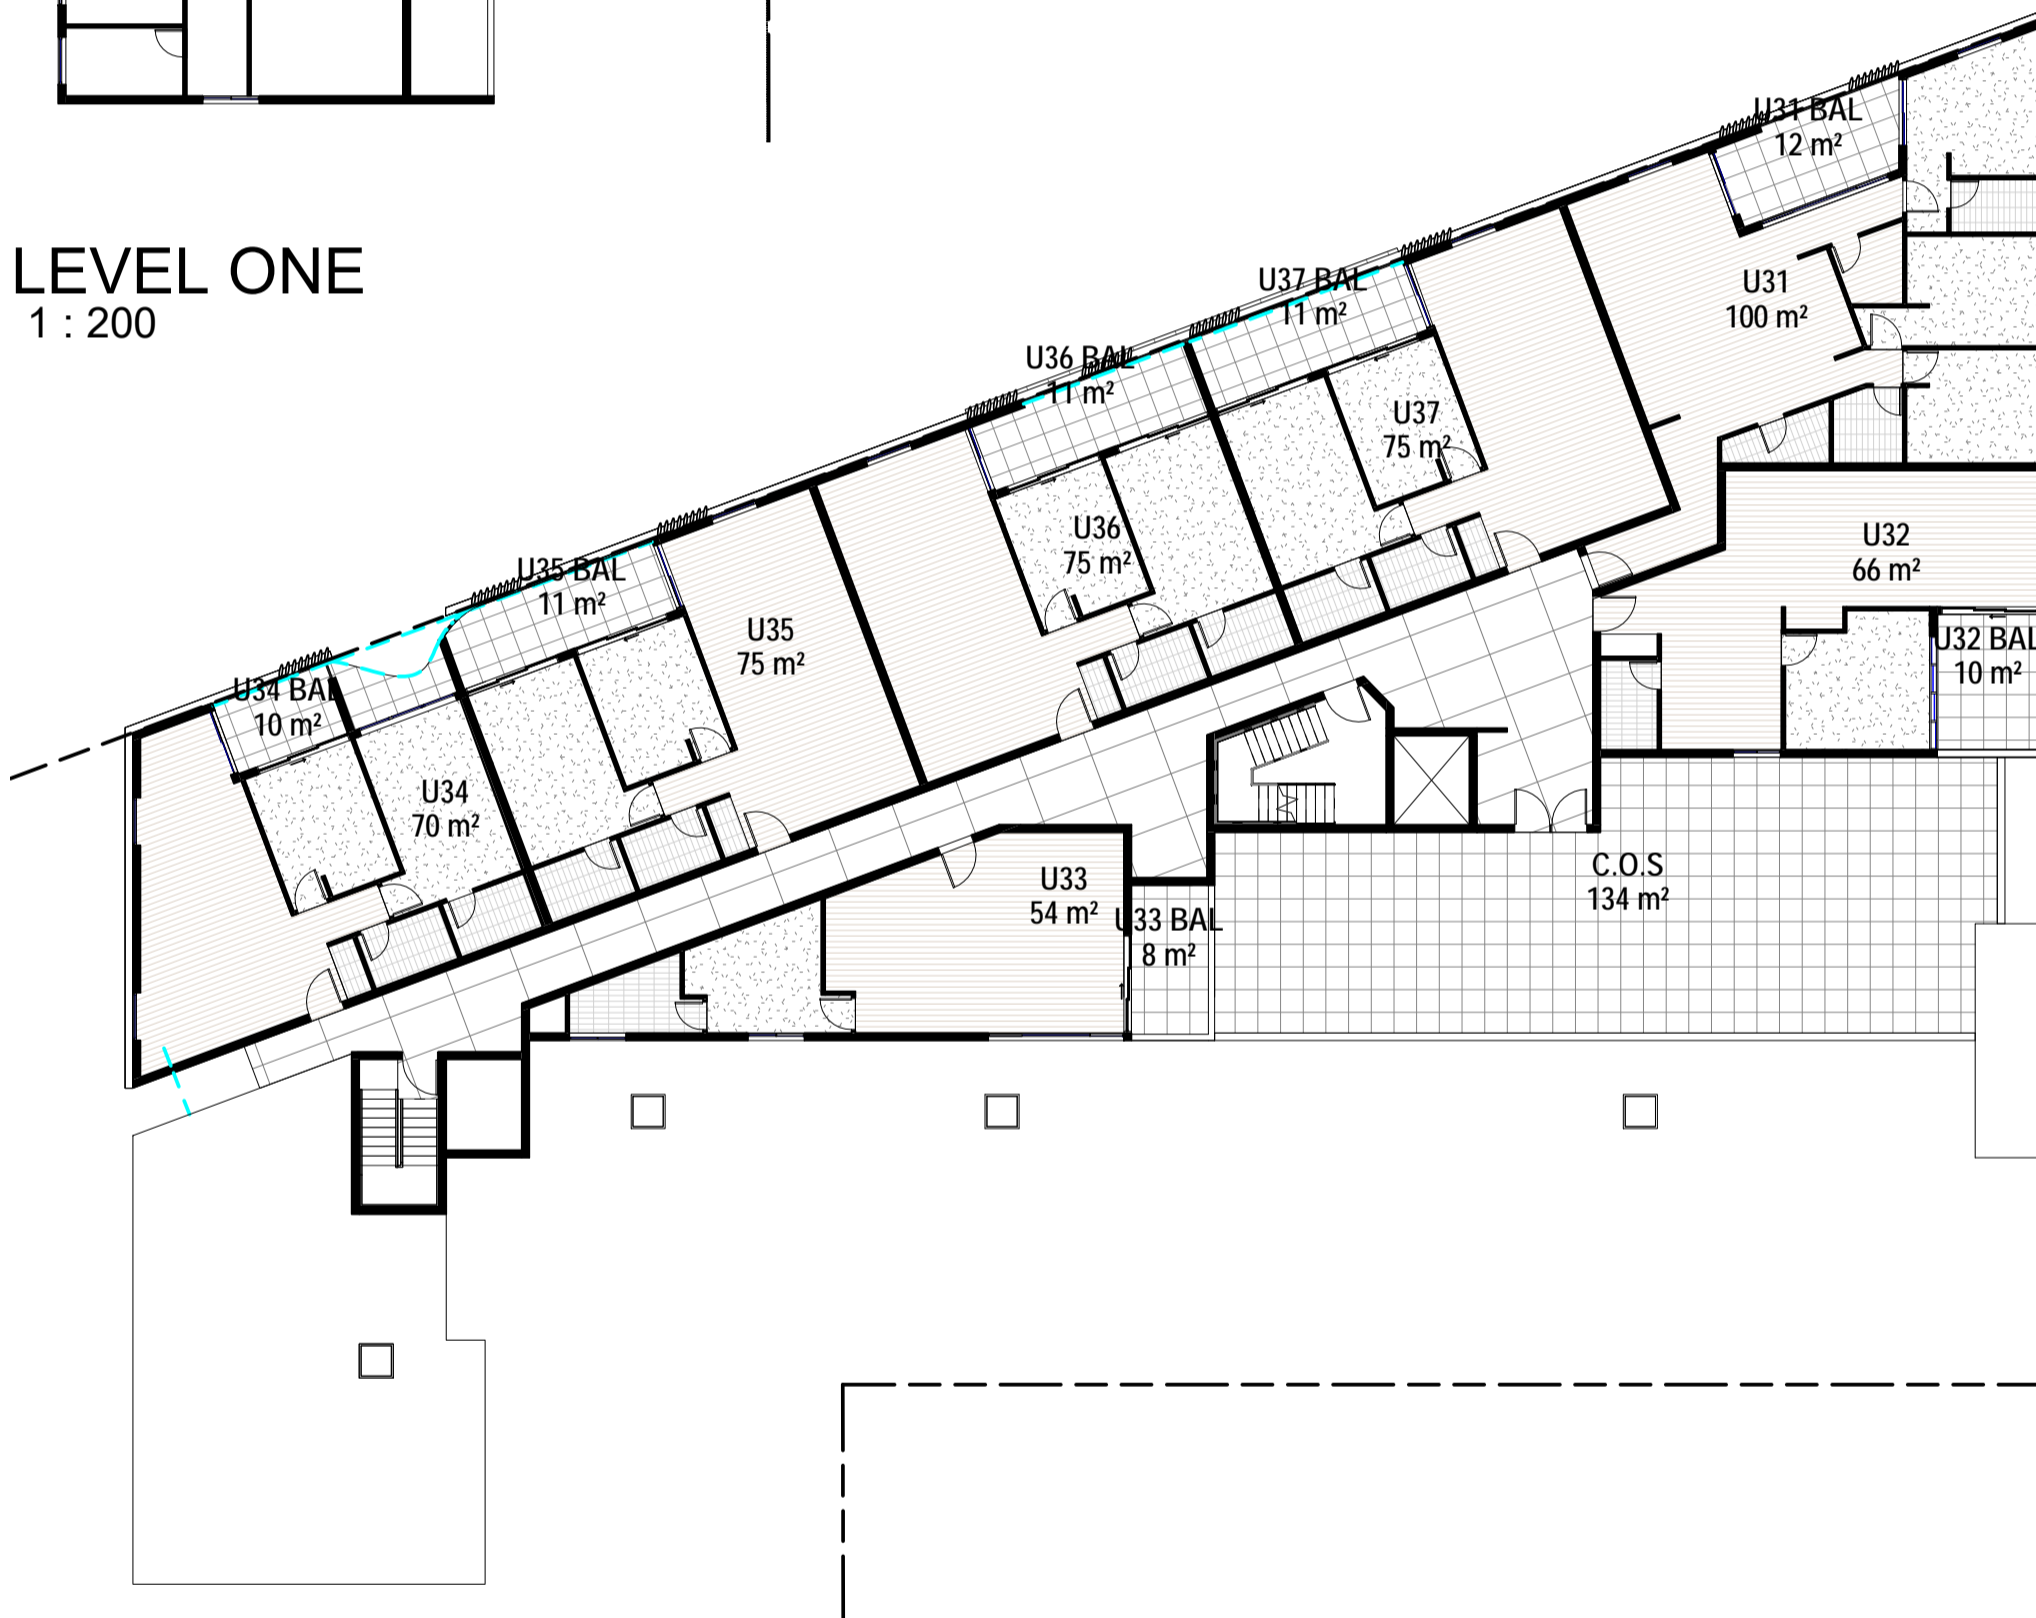 U31 BAL
12 m²
LEVEL ONE
1 : 200
U37 BAL
11 m²
U31
100 m²
U36 BAL
11 m²
U37
75 m²
U36
75 m²
U32
66 m²
U35 BAL
11 m²
U35
75 m²
U32 BAL
10 m²
U34 BAL
10 m²
U34
70 m²
U33
54 m²
C.O.S
134 m²
U33 BAL
8 m²